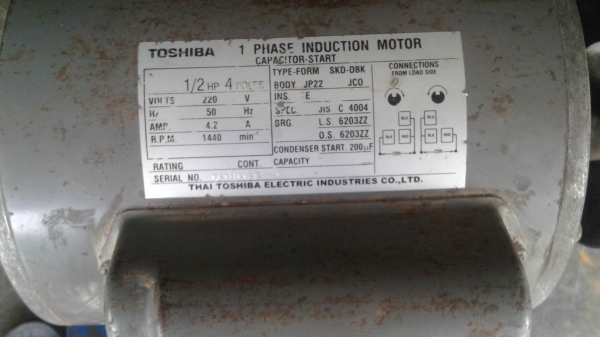 TOSHIBA 1 PHASE INDUCTION MOTOR
CAPACITOR-START
1/2 HP 4 POLES
VOLTS 220 V
Hz 50 Hz
AMP. 4.2 A
R.P.M. 1440 min⁻¹
RATING CONT.
SERIAL NO.
TYPE-FORM SKD-DBK
BODY JP22 JCO
INS. E
SPEC. JIS C 4004
BRG. L.S. 6203ZZ
O.S. 6203ZZ
CONDENSER START 200μF
CAPACITY
CONNECTIONS
FROM LOAD SIDE
THAI TOSHIBA ELECTRIC INDUSTRIES CO.,LTD.